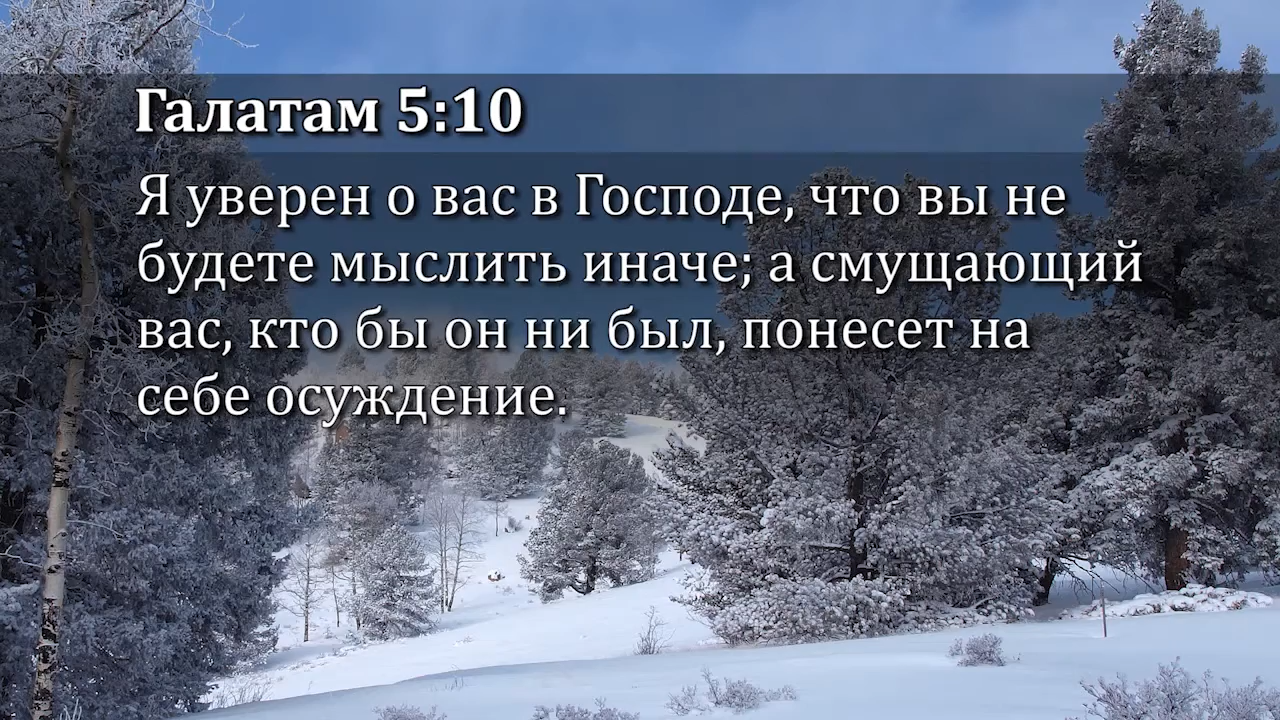 Галатам 5:10
Я уверен о вас в Господе, что вы не
будете мыслить иначе; а смущающий
вас, кто бы он ни был, понесет на
себе осуждение.